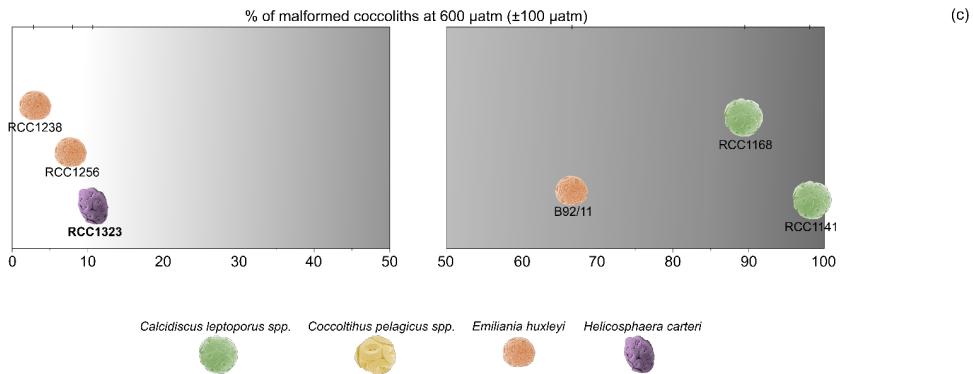 % of malformed coccoliths at 600 µatm (±100 µatm)
(c)
RCC1238
RCC1168
RCC1256
B92/11
RCC1323
RCC1141
0 10 20 30 40 50 50 60 70 80 90 100
Calcidiscus leptoporus spp. Coccoltihus pelagicus spp. Emiliania huxleyi Helicosphaera carteri